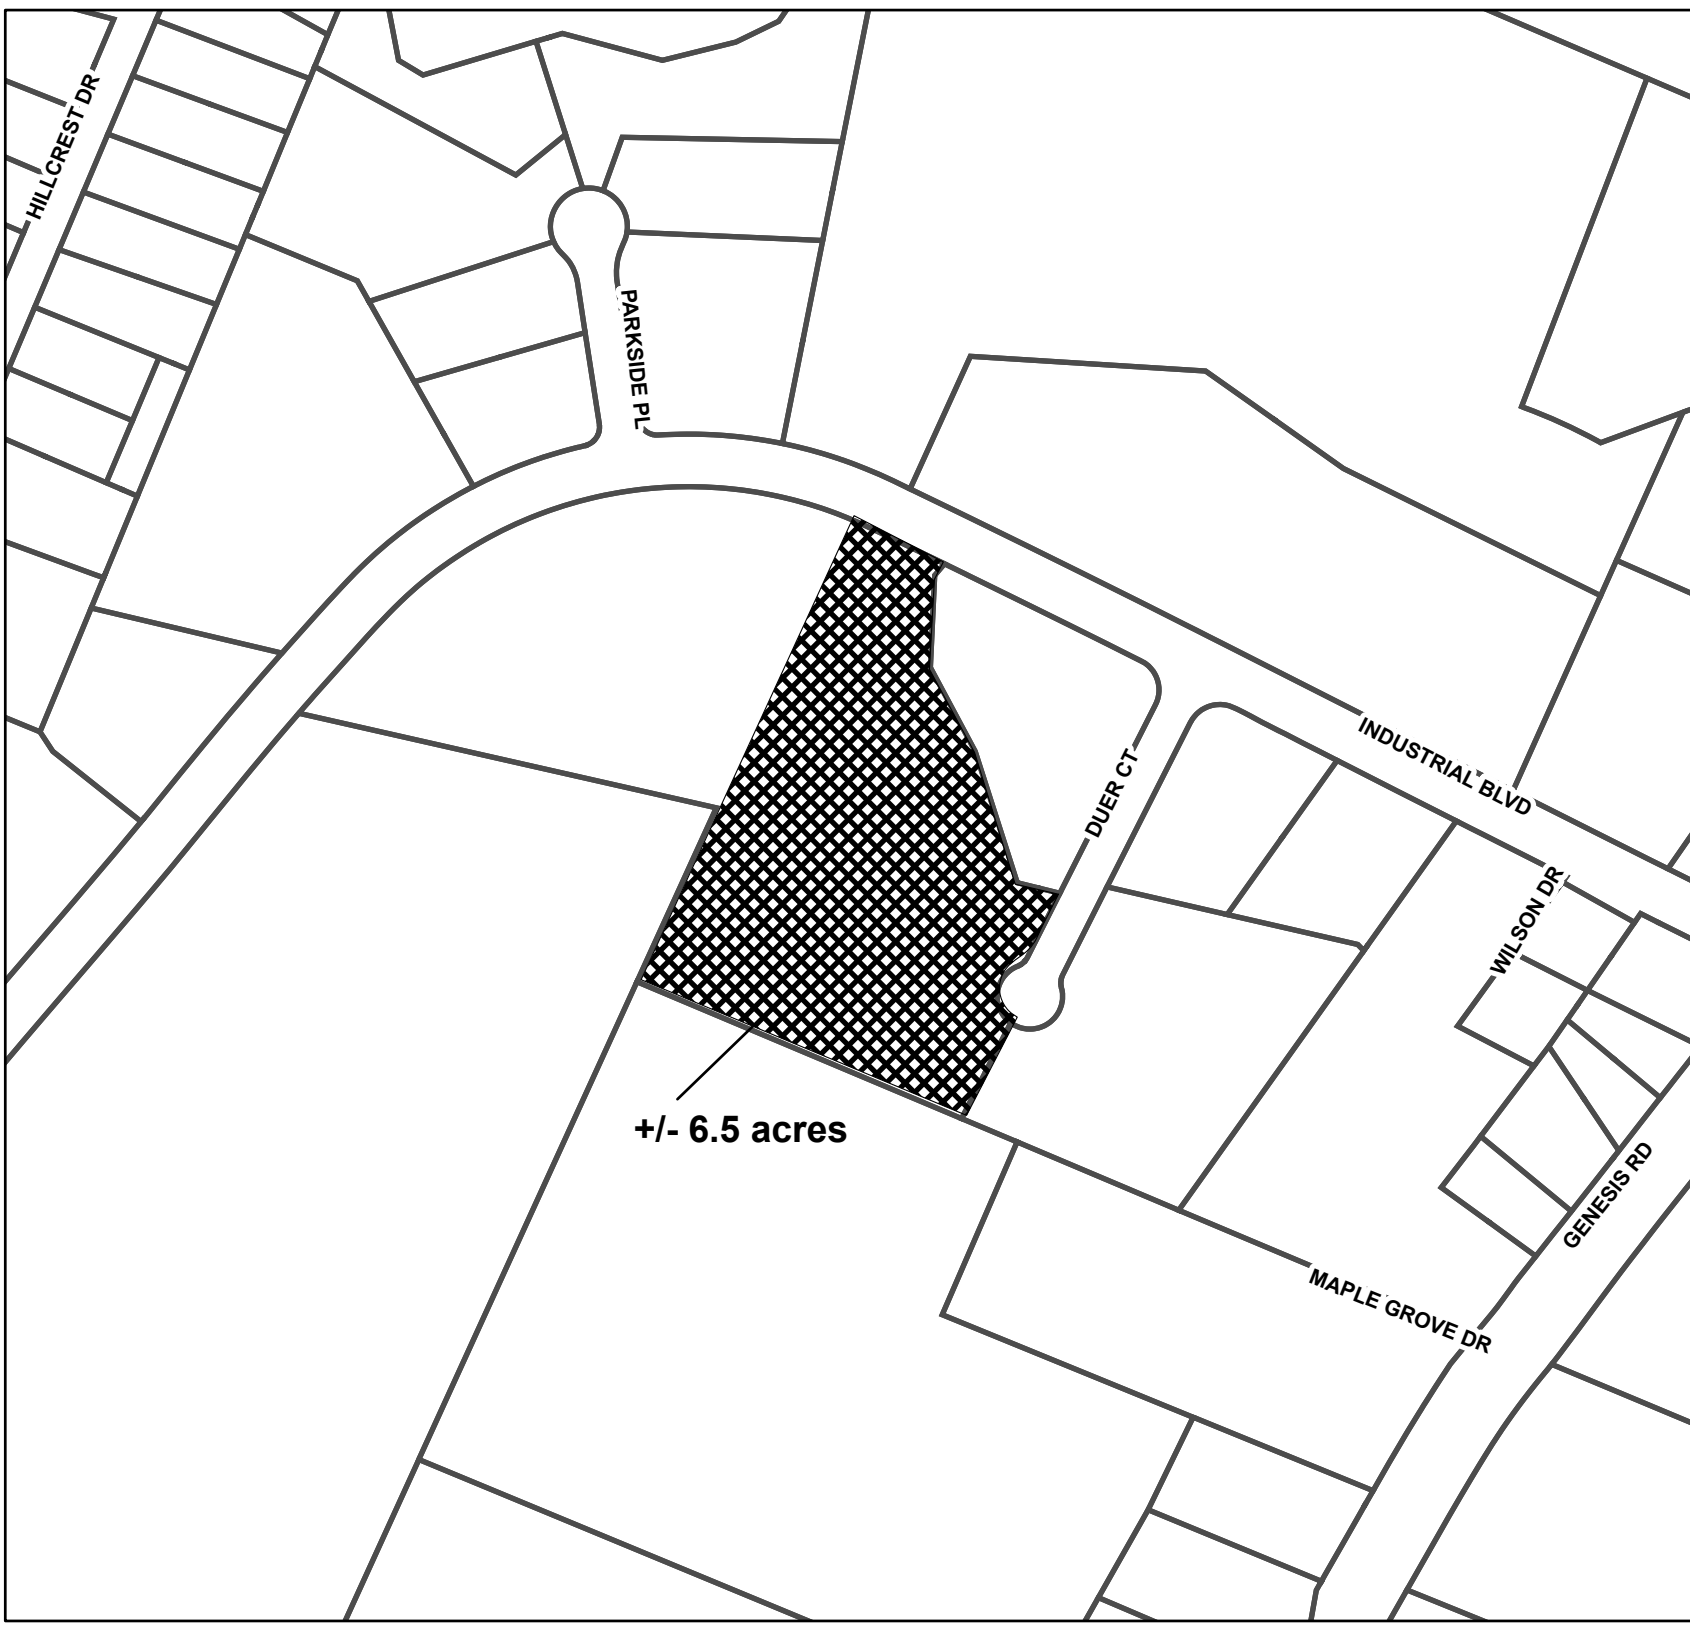 HILLCREST DR
PARKSIDE PL
INDUSTRIAL BLVD
DUER CT
WILSON DR
+/- 6.5 acres
GENESIS RD
MAPLE GROVE DR